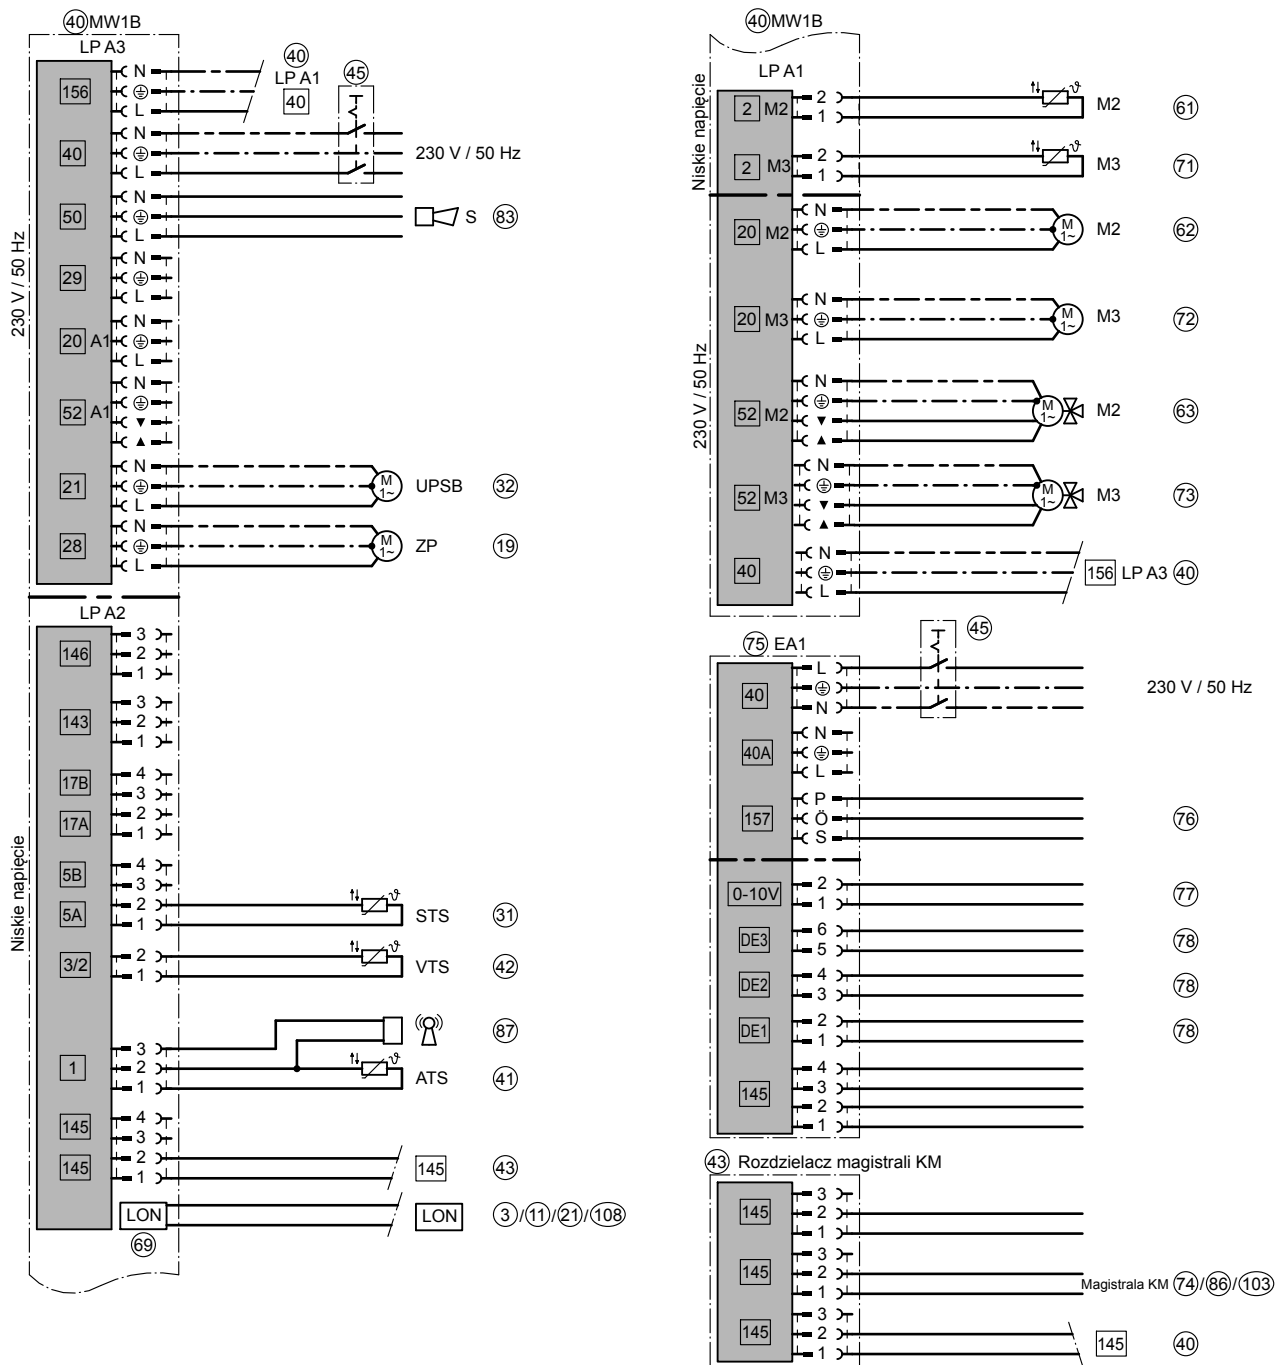 40 MW1B
LP A3
156
N
L
40
LP A1
40
45
40
N
L
230 V / 50 Hz
50
N
L
S 83
29
N
L
20 A1
N
L
52 A1
N
▼
▲
21
N
L
M
1~
UPSB 32
28
N
L
M
1~
ZP 19
230 V / 50 Hz
LP A2
146
3
2
1
143
3
2
1
17B
4
3
17A
2
1
5B
4
3
5A
2
1
ϑ
STS 31
3/2
2
1
ϑ
VTS 42
87
1
3
2
1
ϑ
ATS 41
145
4
3
145
2
1
145 43
LON
LON 3/11/21/108
69
Niskie napięcie
40 MW1B
LP A1
Niskie napięcie
2 M2
2
1
ϑ
M2 61
2 M3
2
1
ϑ
M3 71
20 M2
N
L
M
1~
M2 62
20 M3
N
L
M
1~
M3 72
230 V / 50 Hz
52 M2
N
▼
▲
M
1~
M2 63
52 M3
N
▼
▲
M
1~
M3 73
40
N
L
156 LP A3 40
75 EA1
45
40
L
N
230 V / 50 Hz
40A
N
L
157
P
Ö
S
76
0-10V
2
1
77
DE3
6
5
78
DE2
4
3
78
DE1
2
1
78
145
4
3
2
1
43 Rozdzielacz magistrali KM
145
3
2
1
145
3
2
1
Magistrala KM 74/86/103
145
3
2
1
145 40